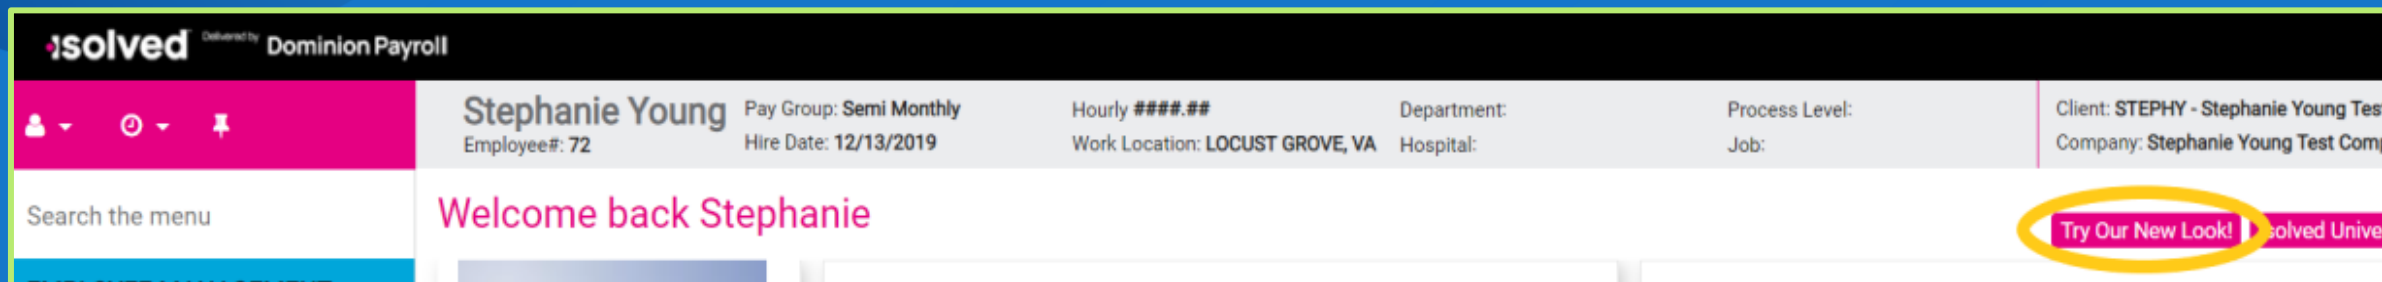 isolved Delivered by Dominion Payroll
Stephanie Young
Employee#: 72
Pay Group: Semi Monthly
Hire Date: 12/13/2019
Hourly ####.##
Work Location: LOCUST GROVE, VA
Department:
Hospital:
Process Level:
Job:
Client: STEPHY - Stephanie Young Tes
Company: Stephanie Young Test Com
Search the menu
Welcome back Stephanie
Try Our New Look!
solved Unive